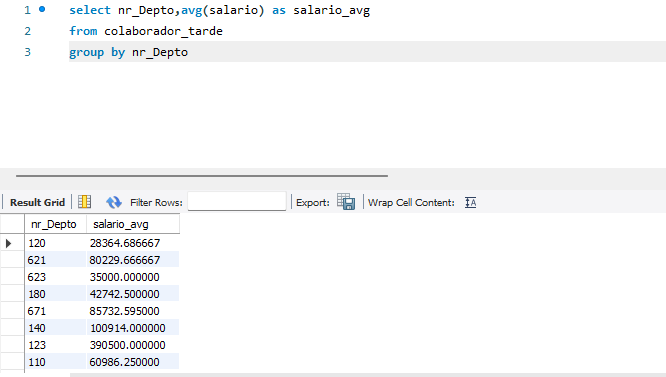 1 select nr_Depto,avg(salario) as salario_avg
2 from colaborador_tarde
3 group by nr_Depto
Result Grid Filter Rows: Export: Wrap Cell Content: IA
nr_Depto salario_avg
120 28364.686667
621 80229.666667
623 35000.000000
180 42742.500000
671 85732.595000
140 100914.000000
123 390500.000000
110 60986.250000